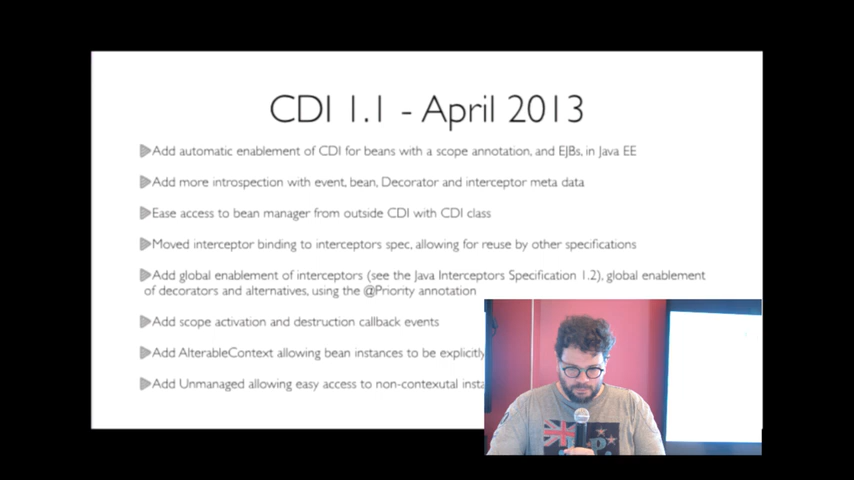 CDI 1.1 - April 2013
Add automatic enablement of CDI for beans with a scope annotation, and EJBs, in Java EE
Add more introspection with event, bean, Decorator and interceptor meta data
Ease access to bean manager from outside CDI with CDI class
Moved interceptor binding to interceptors spec, allowing for reuse by other specifications
Add global enablement of interceptors (see the Java Interceptors Specification 1.2), global enablement
of decorators and alternatives, using the @Priority annotation
Add scope activation and destruction callback events
Add AlterableContext allowing bean instances to be explicitly
Add Unmanaged allowing easy access to non-contexutal